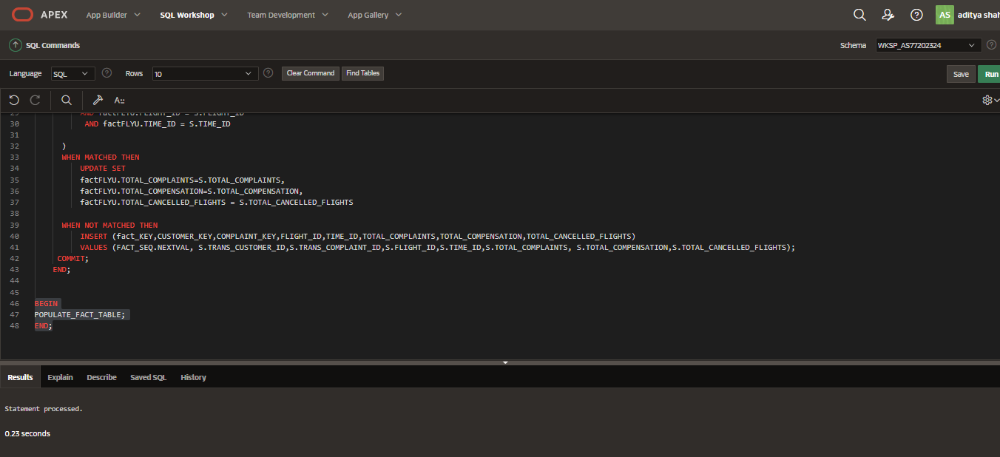 APEX App Builder SQL Workshop Team Development App Gallery AS aditya shah
SQL Commands Schema WKSP_AS77202324
Language SQL Rows 10 Clear Command Find Tables Save Run
A::
29 AND factFLYU.FLIGHT_ID = S.FLIGHT_ID
30 AND factFLYU.TIME_ID = S.TIME_ID
31
32 )
33 WHEN MATCHED THEN
34 UPDATE SET
35 factFLYU.TOTAL_COMPLAINTS=S.TOTAL_COMPLAINTS,
36 factFLYU.TOTAL_COMPENSATION=S.TOTAL_COMPENSATION,
37 factFLYU.TOTAL_CANCELLED_FLIGHTS = S.TOTAL_CANCELLED_FLIGHTS
38
39 WHEN NOT MATCHED THEN
40 INSERT (fact_KEY,CUSTOMER_KEY,COMPLAINT_KEY,FLIGHT_ID,TIME_ID,TOTAL_COMPLAINTS,TOTAL_COMPENSATION,TOTAL_CANCELLED_FLIGHTS)
41 VALUES (FACT_SEQ.NEXTVAL, S.TRANS_CUSTOMER_ID,S.TRANS_COMPLAINT_ID,S.FLIGHT_ID,S.TIME_ID,S.TOTAL_COMPLAINTS, S.TOTAL_COMPENSATION,S.TOTAL_CANCELLED_FLIGHTS);
42 COMMIT;
43 END;
44
45
46 BEGIN
47 POPULATE_FACT_TABLE;
48 END;
Results Explain Describe Saved SQL History
Statement processed.
0.23 seconds